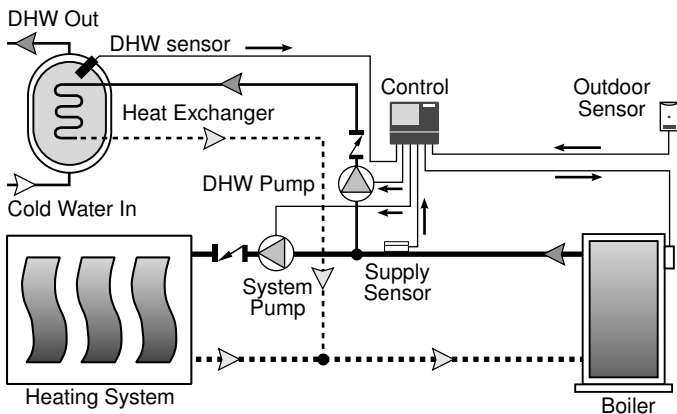 DHW Out
DHW sensor
Control
Outdoor
Sensor
Heat Exchanger
DHW Pump
Cold Water In
System
Pump
Supply
Sensor
Heating System
Boiler